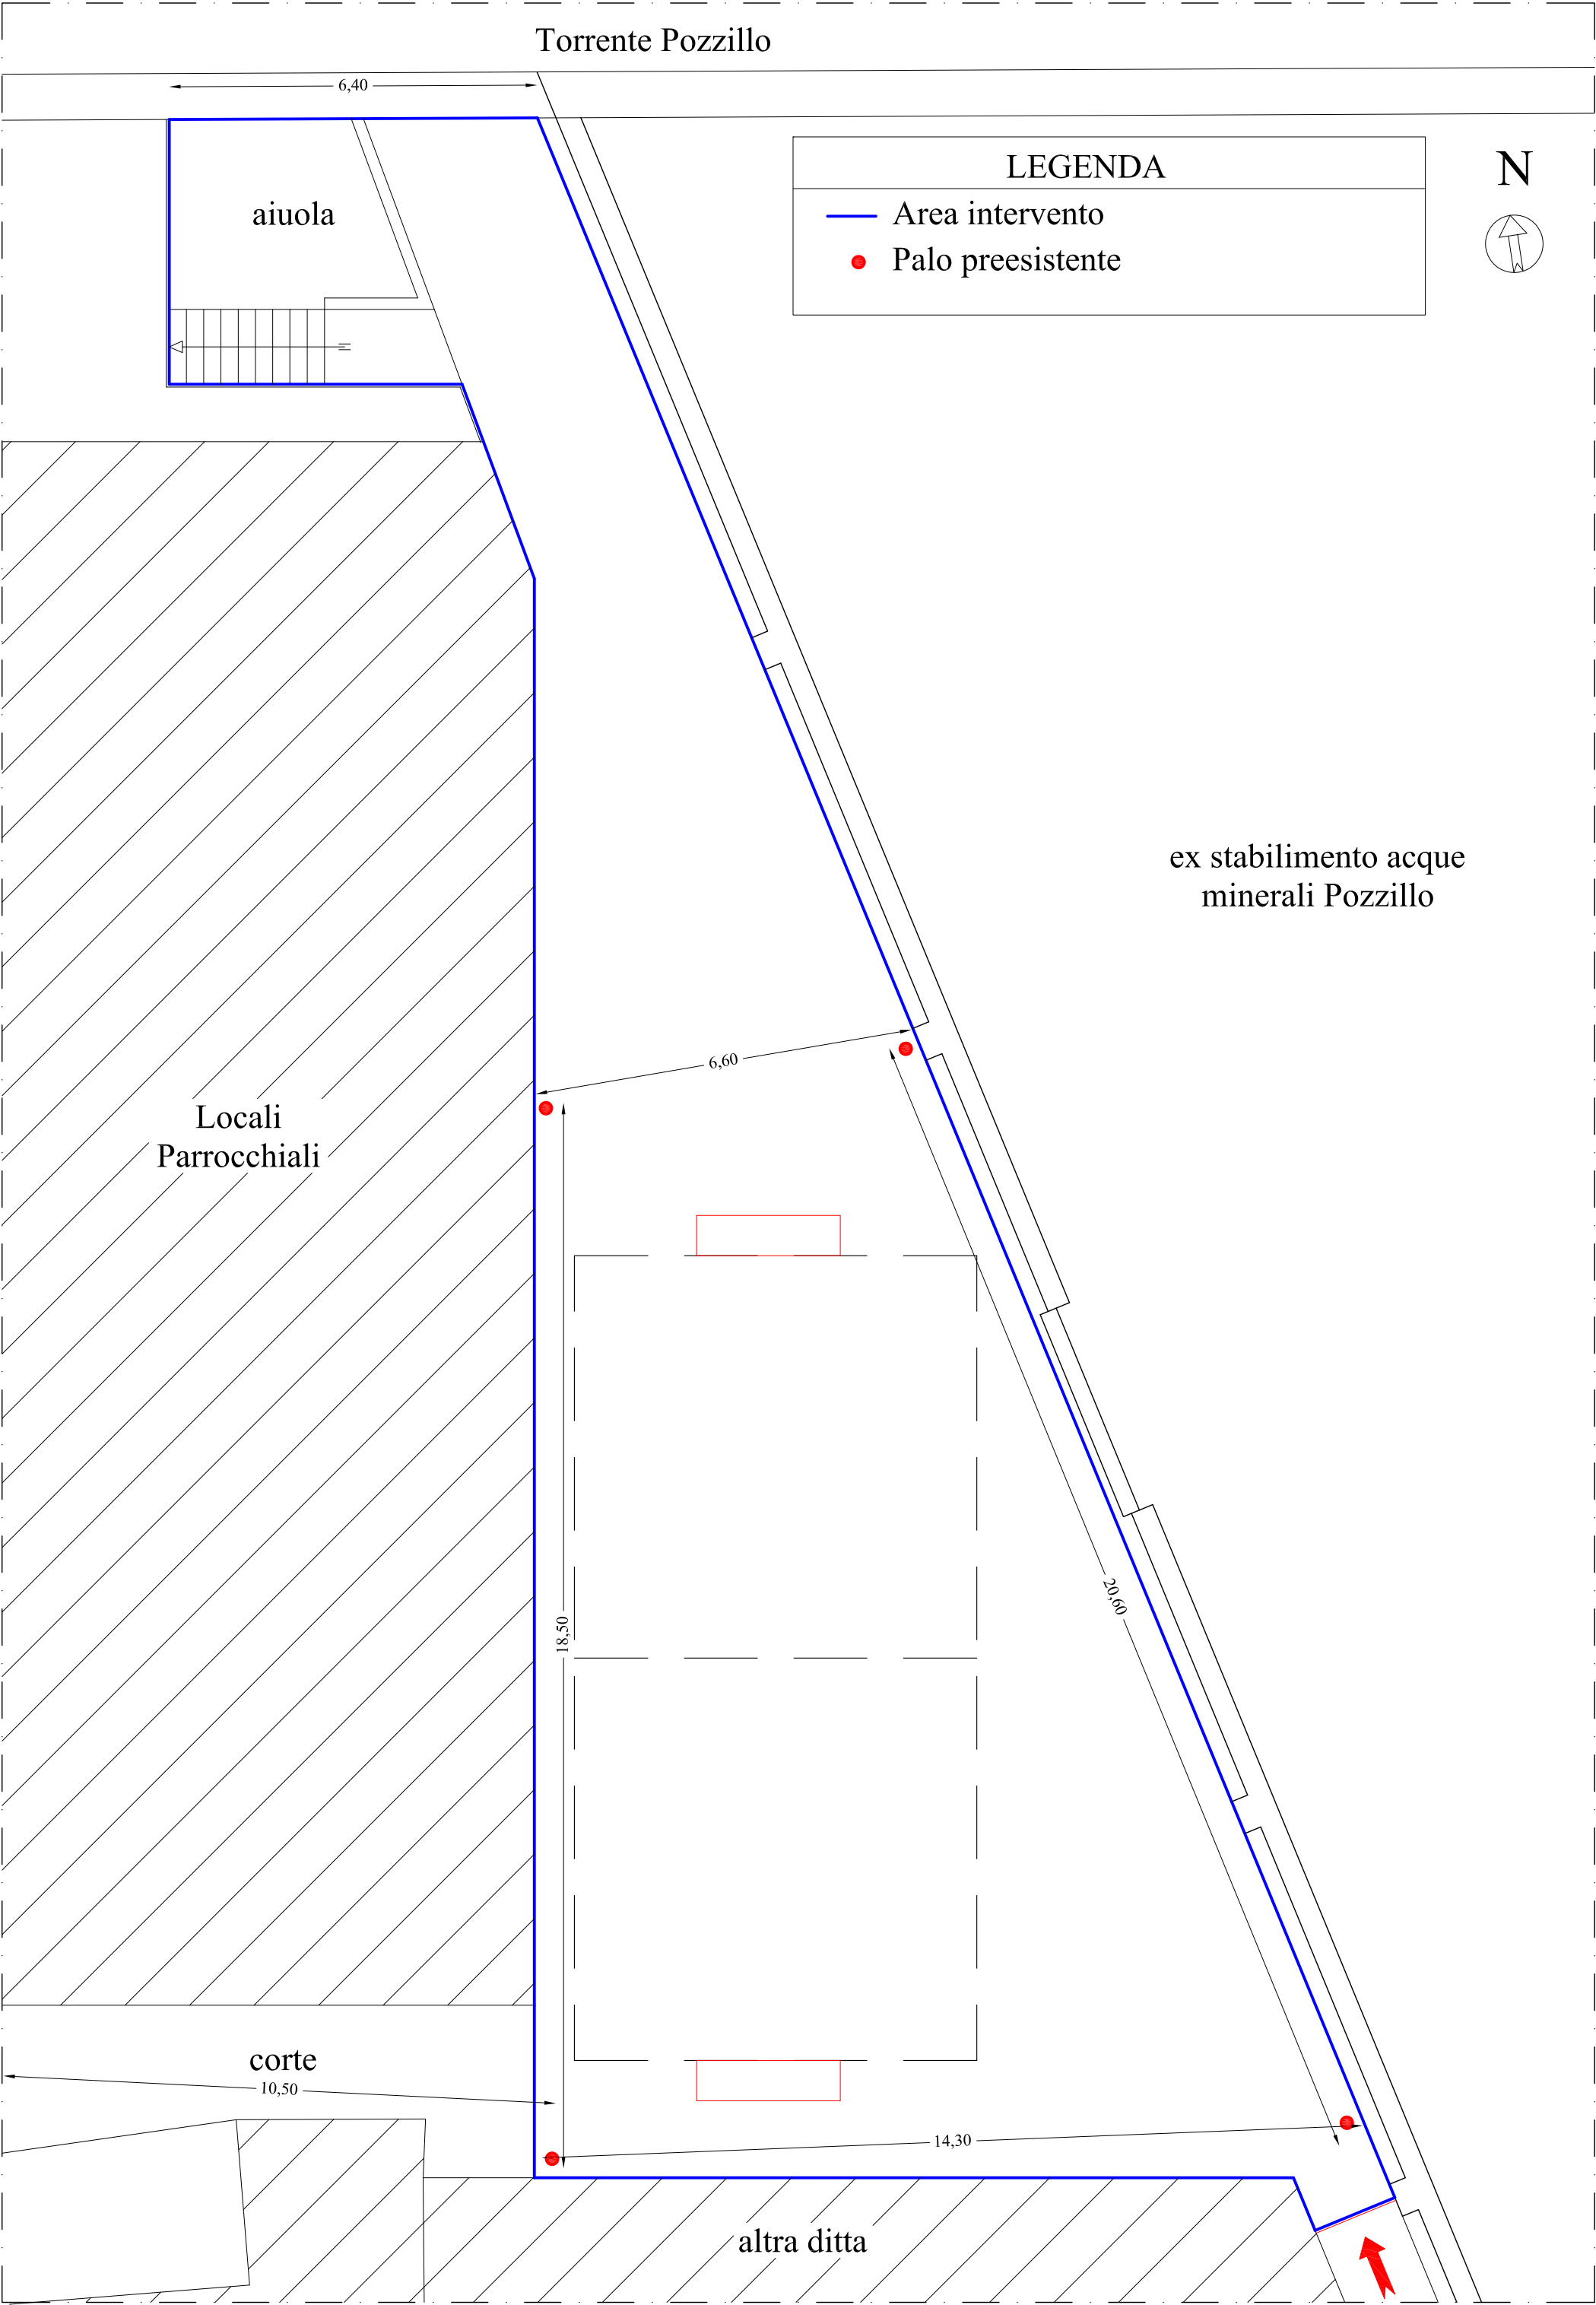 Torrente Pozzillo
6,40
LEGENDA
N
Area intervento
aiuola
Palo preesistente
ex stabilimento acque
minerali Pozzillo
6,60
Locali
Parrocchiali
20,60
18,50
corte
10,50
14,30
altra ditta